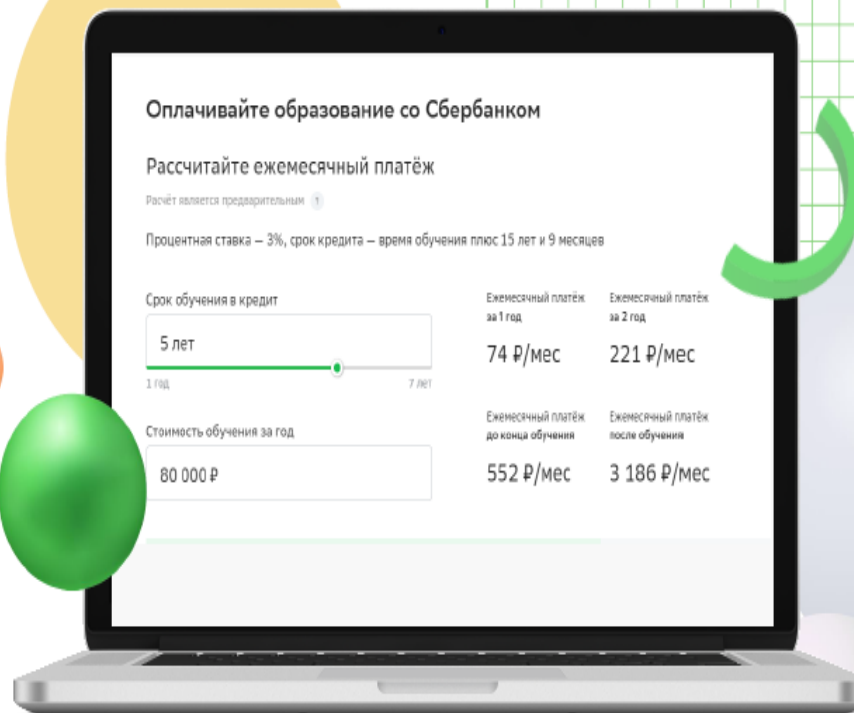 Оплачивайте образование со Сбербанком
Рассчитайте ежемесячный платёж
Расчёт является предварительным 1
Процентная ставка — 3%, срок кредита — время обучения плюс 15 лет и 9 месяцев
Срок обучения в кредит
5 лет
1 год 7 лет
Стоимость обучения за год
80 000 ₽
Ежемесячный платёж
за 1 год
74 ₽/мес
Ежемесячный платёж
за 2 год
221 ₽/мес
Ежемесячный платёж
до конца обучения
552 ₽/мес
Ежемесячный платёж
после обучения
3 186 ₽/мес